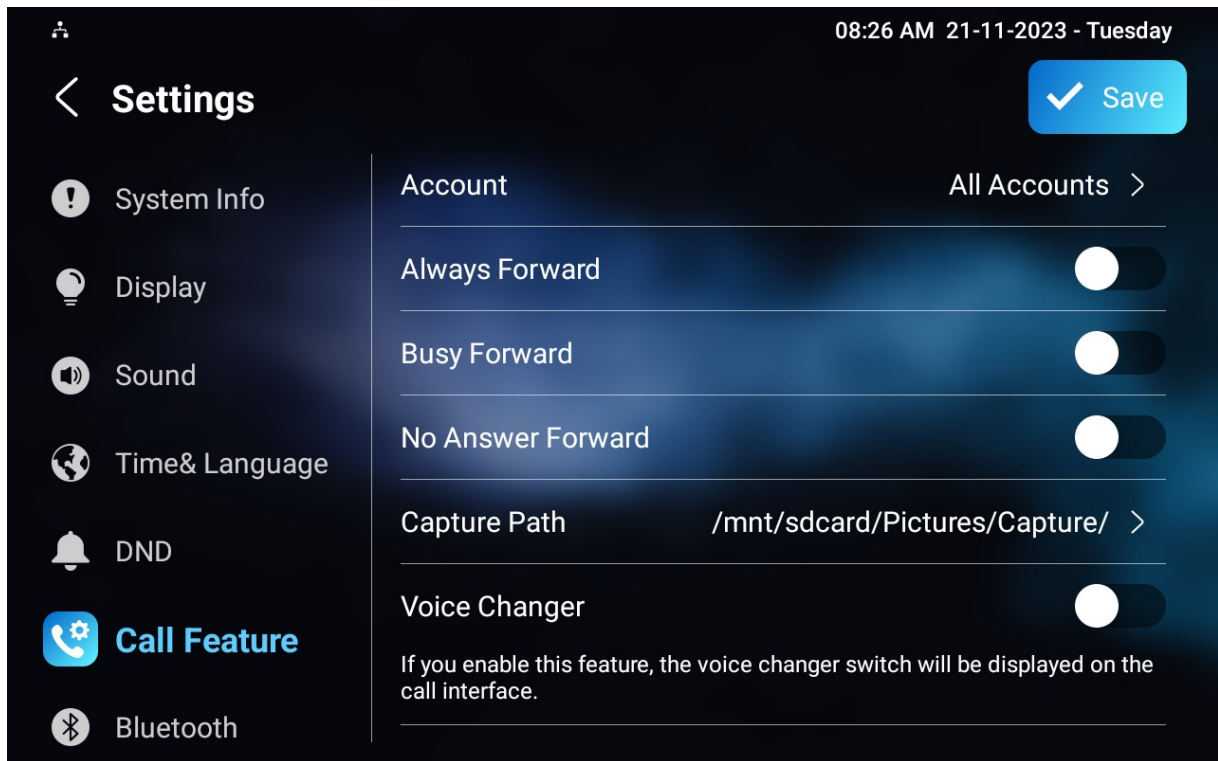 08:26 AM 21-11-2023 - Tuesday
Settings
Save
System Info
Display
Sound
Time& Language
DND
Call Feature
Bluetooth
Account
All Accounts
Always Forward
Busy Forward
No Answer Forward
Capture Path
/mnt/sdcard/Pictures/Capture/
Voice Changer
If you enable this feature, the voice changer switch will be displayed on the
call interface.